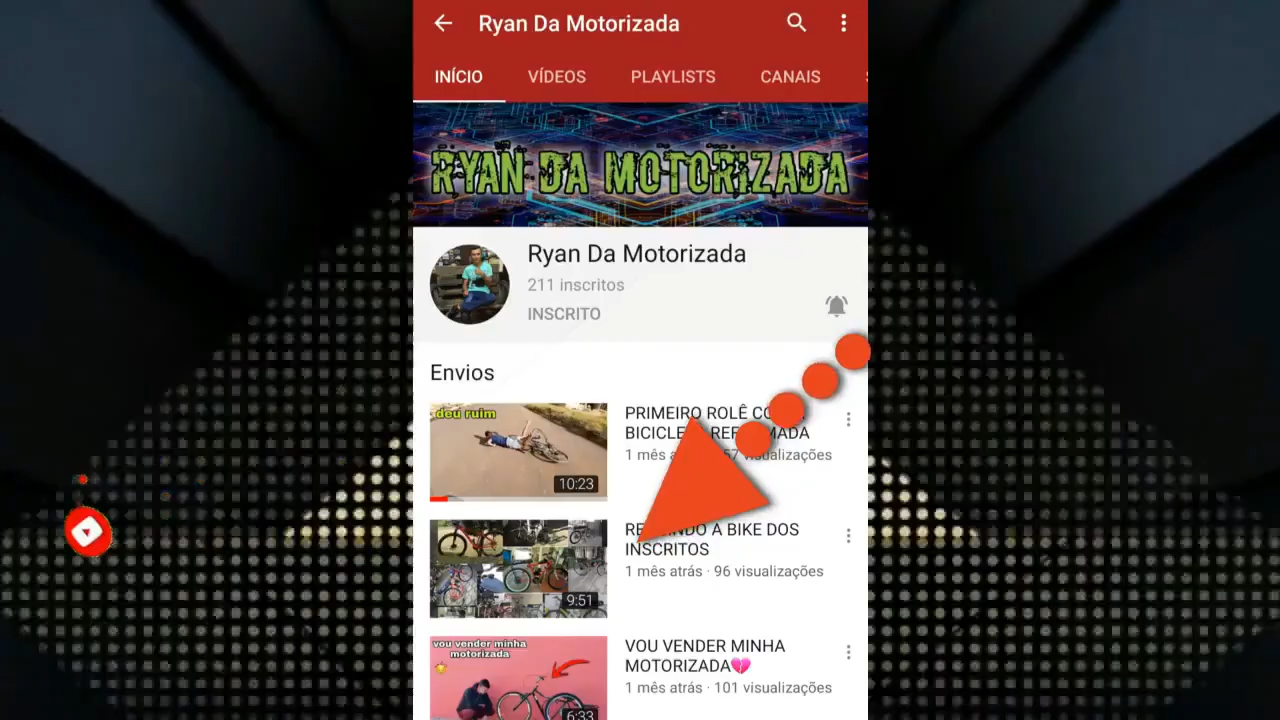 Ryan Da Motorizada
INÍCIO VÍDEOS PLAYLISTS CANAIS
RYAN DA MOTORIZADA
Ryan Da Motorizada
211 inscritos
INSCRITO
Envios
deu ruim
10:23
PRIMEIRO ROLÊ
BICICLE MADA
1 mês 57 visualizações
9:51
A BIKE DOS
INSCRITOS
1 mês atrás · 96 visualizações
vou vender minha
motorizada
6:33
VOU VENDER MINHA
MOTORIZADA💔
1 mês atrás · 101 visualizações